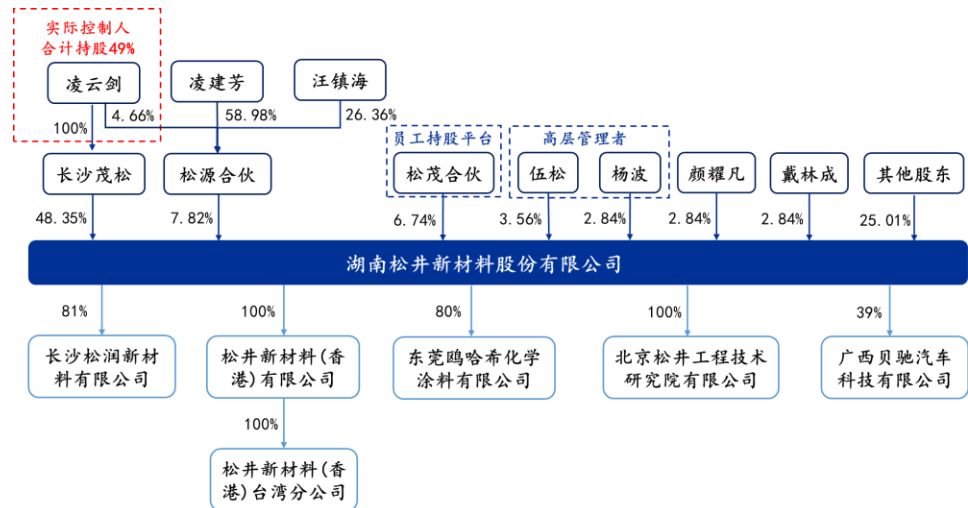 实际控制人
合计持股49%
凌云剑
凌建芳
汪镇海
4.66%
58.98%
26.36%
100%
员工持股平台
高层管理者
长沙茂松
松源合伙
松茂合伙
伍松
杨波
颜耀凡
戴林成
其他股东
48.35%
7.82%
6.74%
3.56%
2.84%
2.84%
2.84%
25.01%
湖南松井新材料股份有限公司
81%
100%
80%
100%
39%
长沙松润新材
料有限公司
松井新材料(香
港)有限公司
东莞鸥哈希化学
涂料有限公司
北京松井工程技术
研究院有限公司
广西贝驰汽车
科技有限公司
100%
松井新材料(香
港)台湾分公司